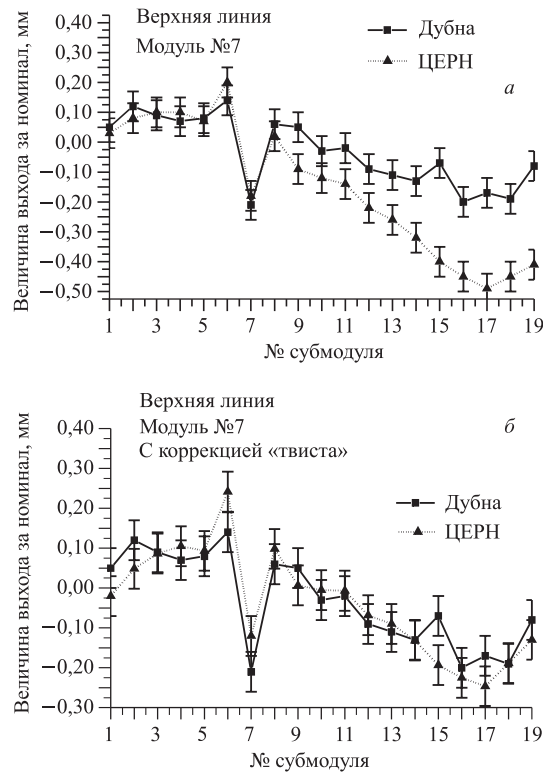 Верхняя линия
Модуль №7
Дубна
ЦЕРН
а
Величина выхода за номинал, мм
0,40
0,30
0,20
0,10
0,00
−0,10
−0,20
−0,30
−0,40
−0,50
1 3 5 7 9 11 13 15 17 19
№ субмодуля
Верхняя линия
Модуль №7
С коррекцией «твиста»
б
Дубна
ЦЕРН
Величина выхода за номинал, мм
0,40
0,30
0,20
0,10
0,00
−0,10
−0,20
−0,30
1 3 5 7 9 11 13 15 17 19
№ субмодуля